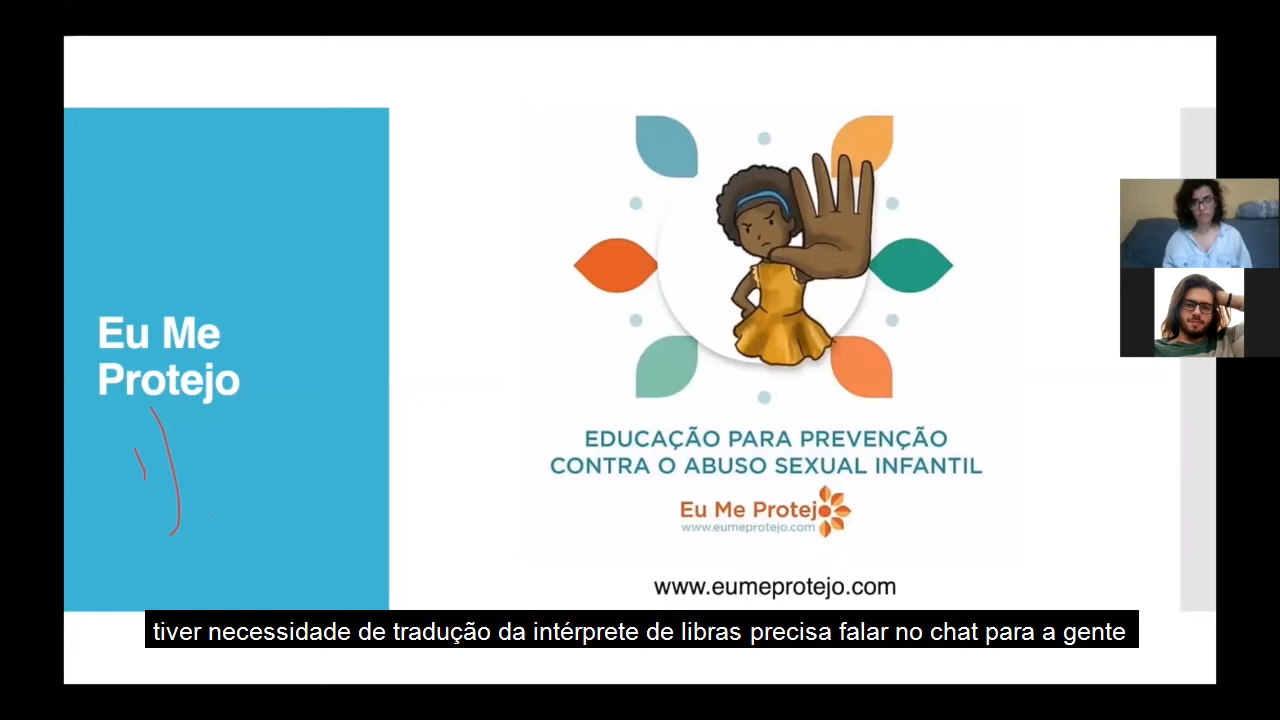 Eu Me
Protejo
EDUCAÇÃO PARA PREVENÇÃO
CONTRA O ABUSO SEXUAL INFANTIL
Eu Me Protejo
www.eumeprotejo.com
www.eumeprotejo.com
tiver necessidade de tradução da intérprete de libras precisa falar no chat para a gente